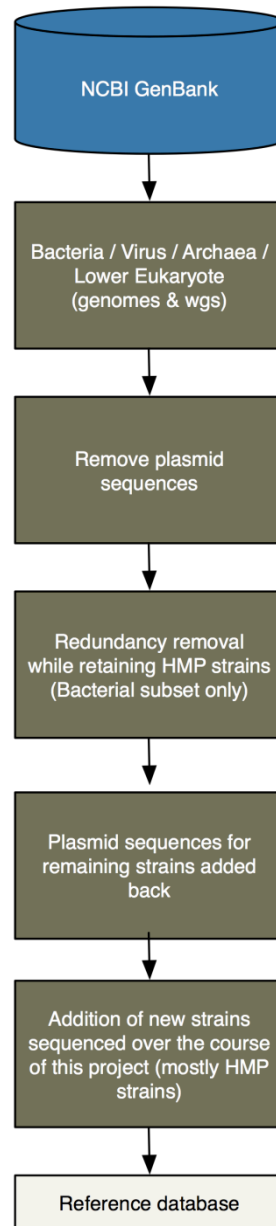 NCBI GenBank
Bacteria / Virus / Archaea /
Lower Eukaryote
(genomes & wgs)
Remove plasmid
sequences
Redundancy removal
while retaining HMP strains
(Bacterial subset only)
Plasmid sequences for
remaining strains added
back
Addition of new strains
sequenced over the course
of this project (mostly HMP
strains)
Reference database